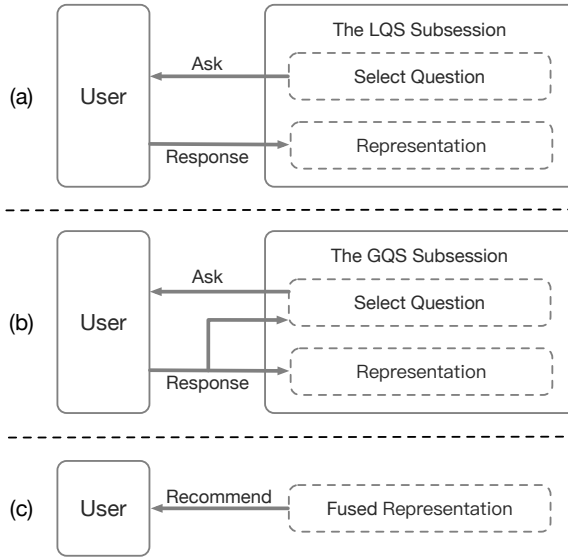 The LQS Subsession
Ask
Select Question
(a)
User
Representation
Response
The GQS Subsession
Ask
Select Question
(b)
User
Representation
Response
(c)
User
Recommend
Fused Representation